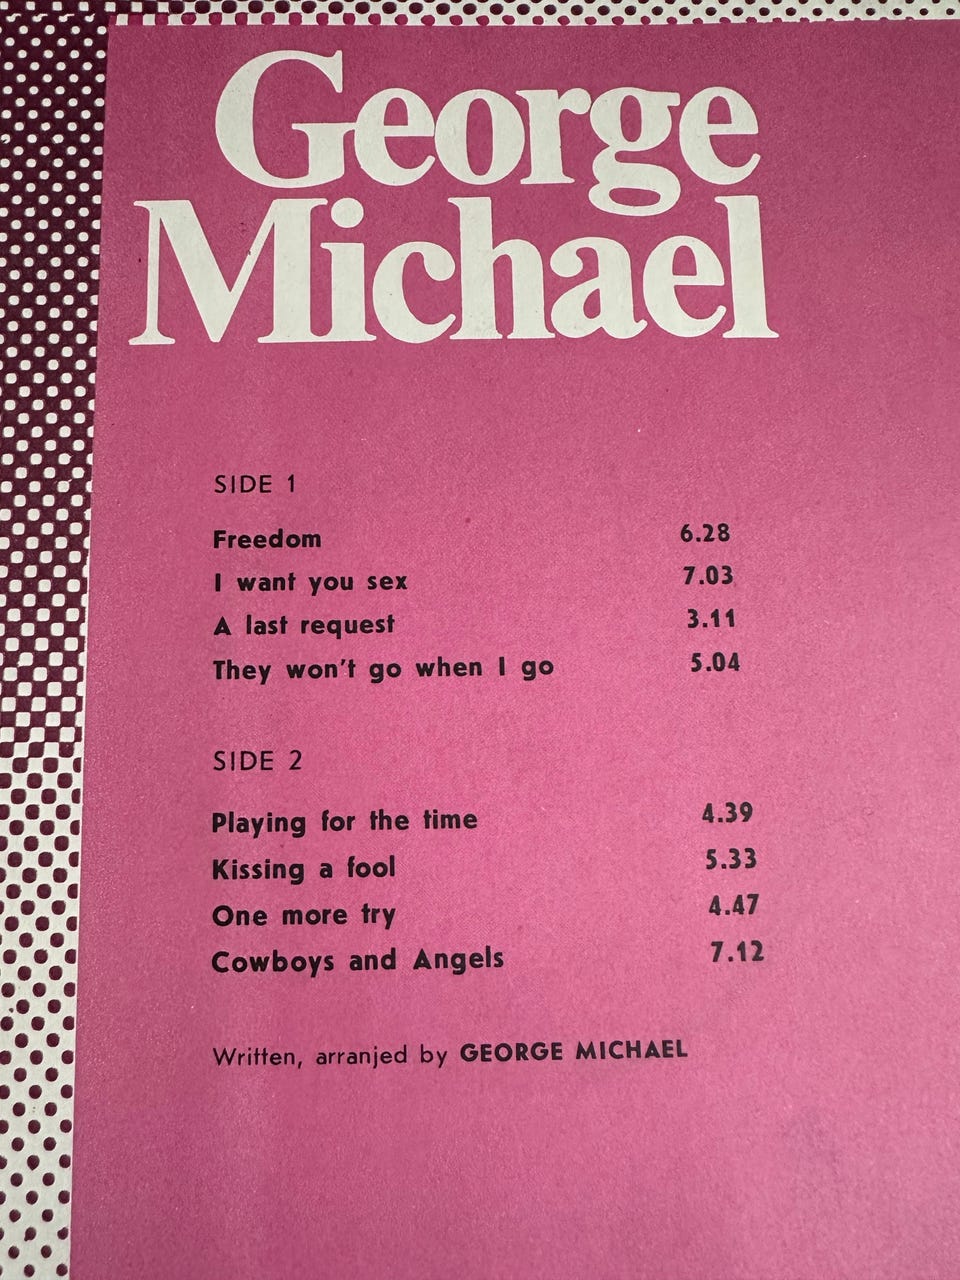 George
Michael
SIDE 1
Freedom 6.28
I want you sex 7.03
A last request 3.11
They won't go when I go 5.04
SIDE 2
Playing for the time 4.39
Kissing a fool 5.33
One more try 4.47
Cowboys and Angels 7.12
Written, arranjed by GEORGE MICHAEL